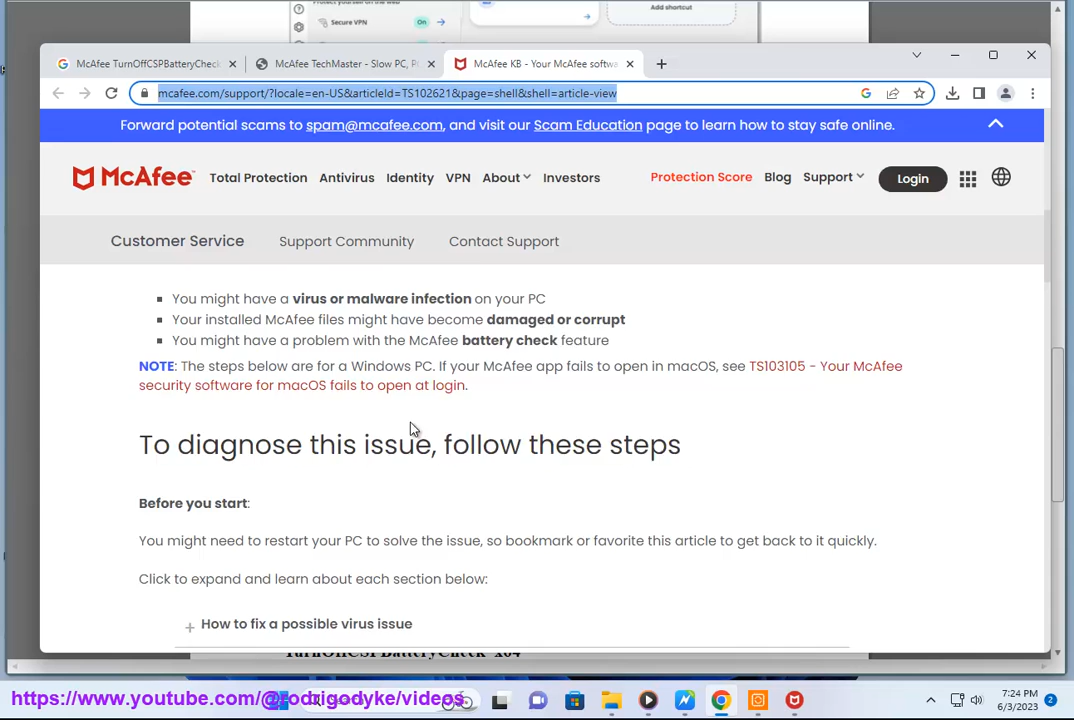 Secure VPN
On
Add shortcut
McAfee TurnOffCSPBatteryCheck
McAfee TechMaster - Slow PC, P
McAfee KB - Your McAfee softwa
mcafee.com/support/?locale=en-US&articleId=TS102621&page=shell&shell=article-view
Forward potential scams to spam@mcafee.com, and visit our Scam Education page to learn how to stay safe online.
McAfee Total Protection Antivirus Identity VPN About Investors Protection Score Blog Support Login
Customer Service Support Community Contact Support
▪ You might have a virus or malware infection on your PC
▪ Your installed McAfee files might have become damaged or corrupt
▪ You might have a problem with the McAfee battery check feature
NOTE: The steps below are for a Windows PC. If your McAfee app fails to open in macOS, see TS103105 - Your McAfee
security software for macOS fails to open at login.
To diagnose this issue, follow these steps
Before you start:
You might need to restart your PC to solve the issue, so bookmark or favorite this article to get back to it quickly.
Click to expand and learn about each section below:
+ How to fix a possible virus issue
TurnOffCSPBatteryCheck-x64
https://www.youtube.com/@rodrigodyke/videos
7:24 PM
6/3/2023
2